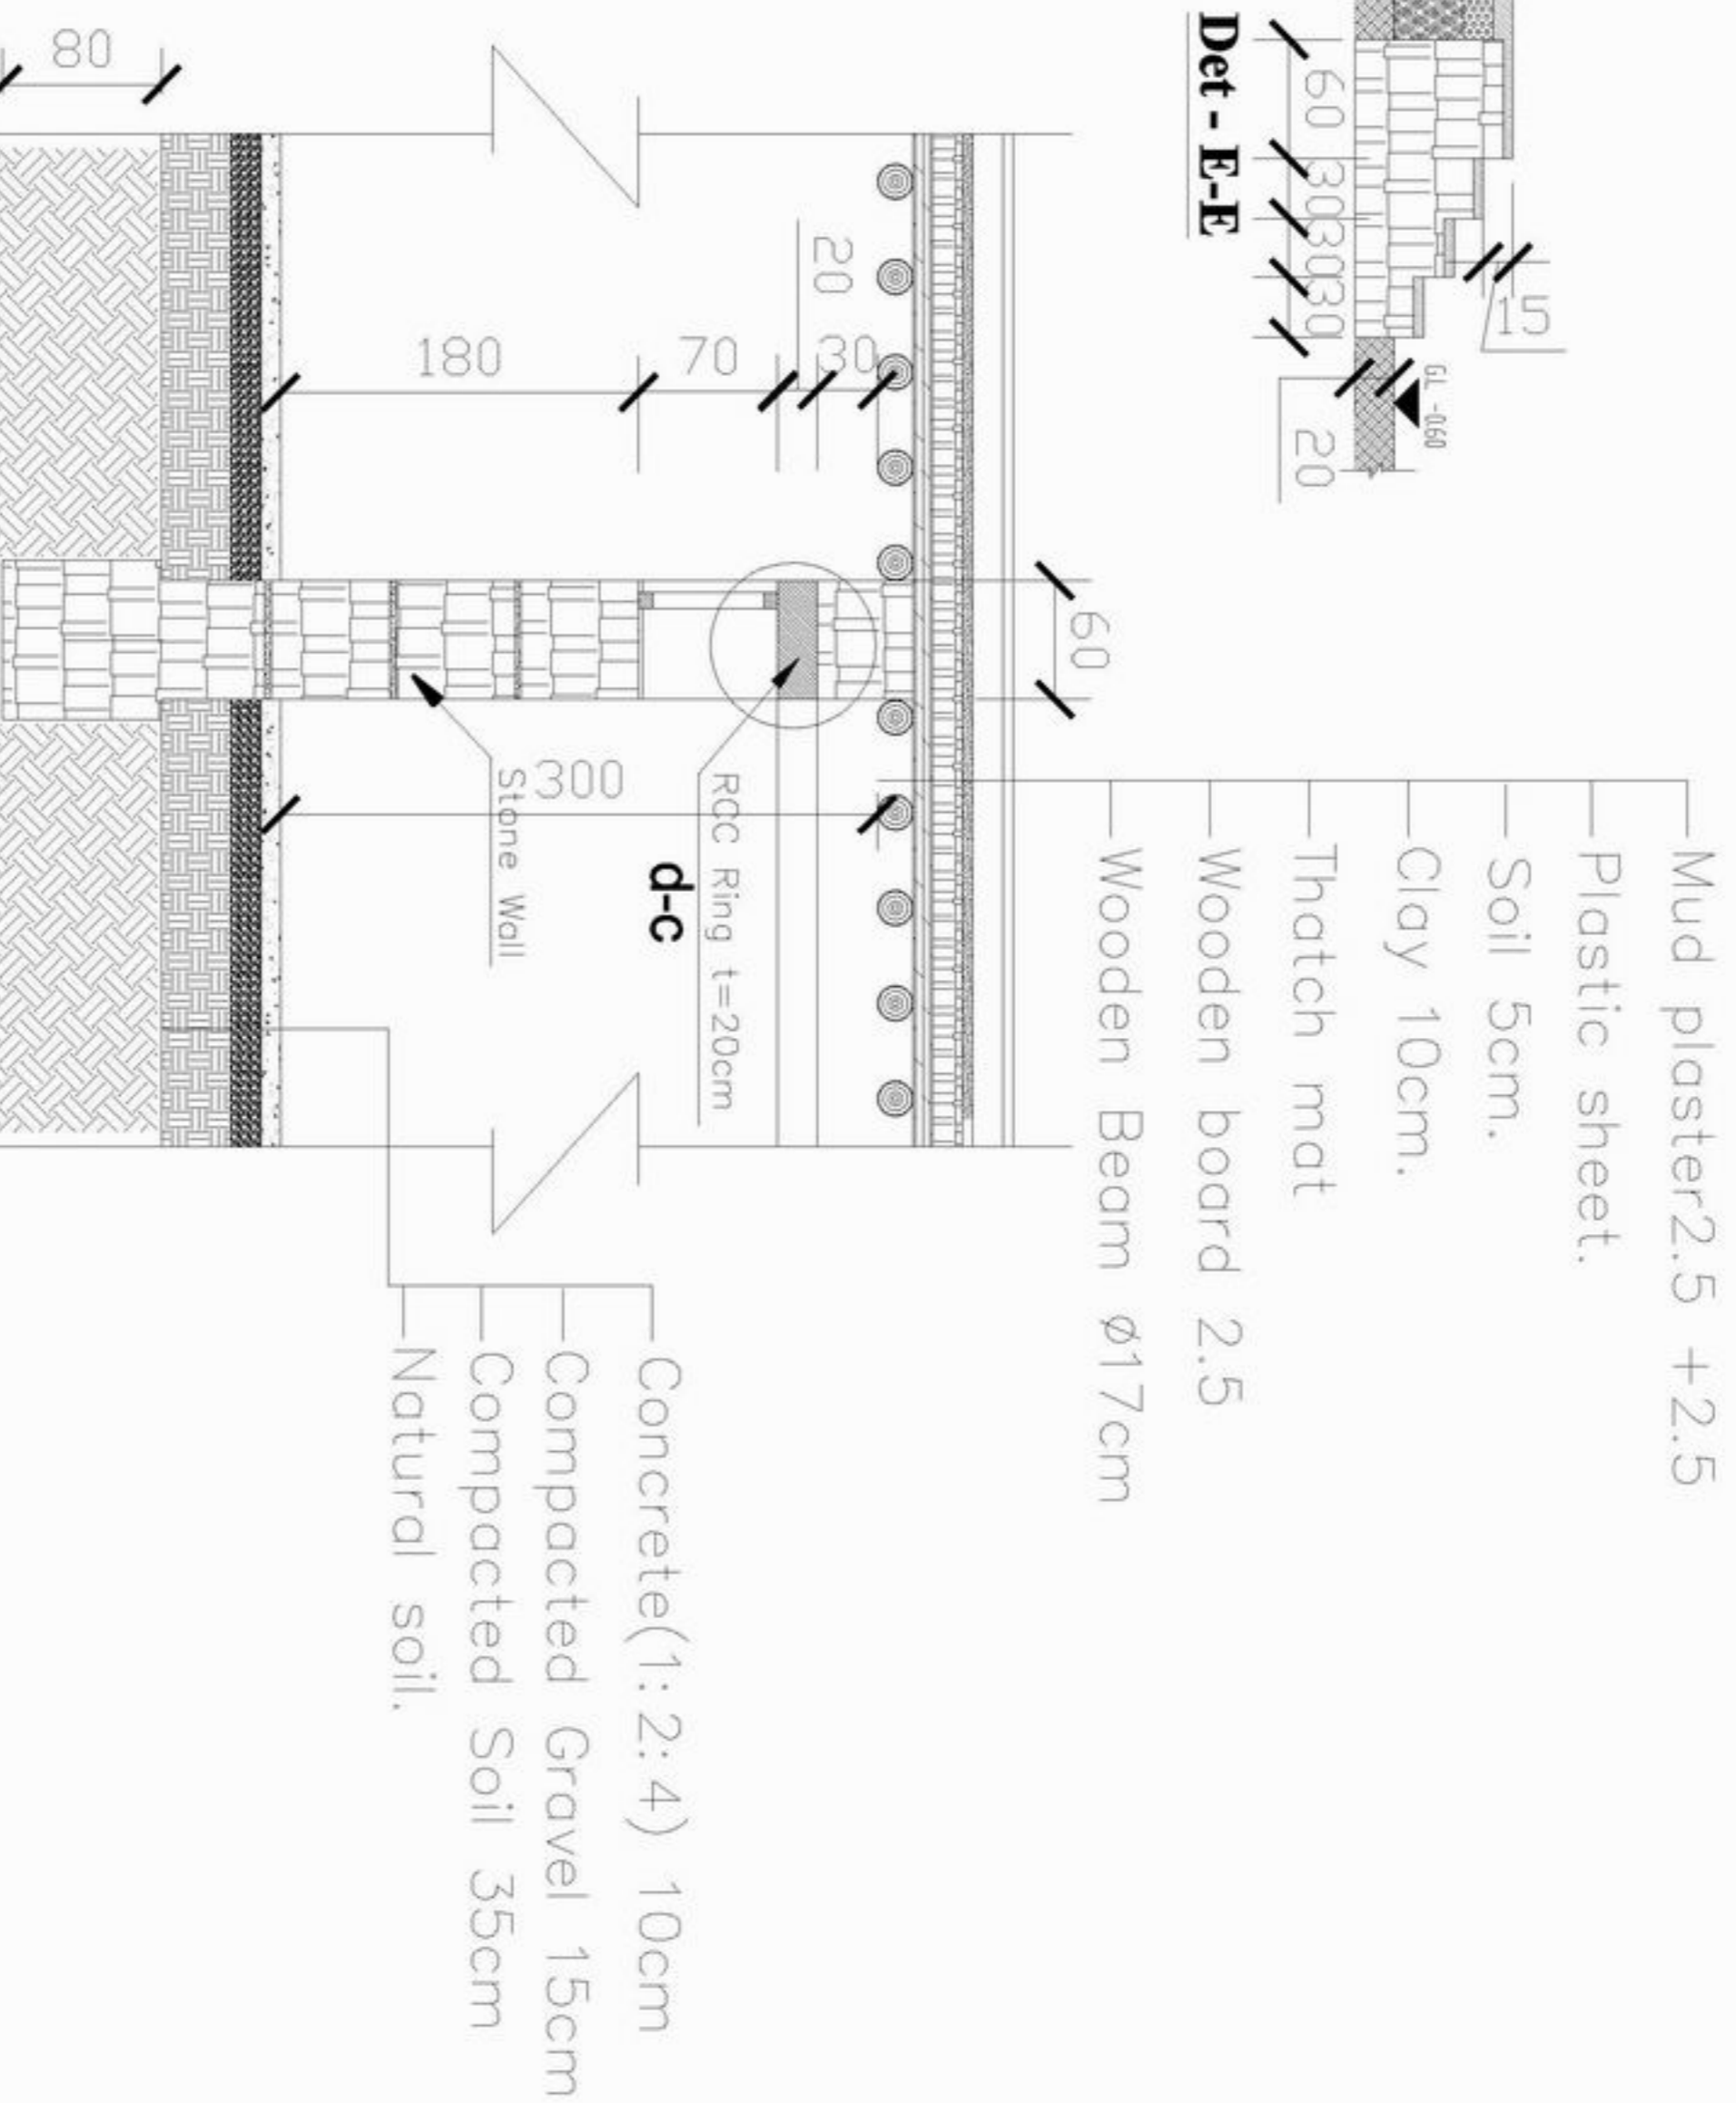 Mud plaster2.5 +2.5
Plastic sheet.
Soil 5cm.
Clay 10cm.
Thatch mat
Wooden board 2.5
Wooden Beam ø17cm
15
GL -0.60
60
30
30
30
20
Det - E-E
60
30
20
70
180
300
80
RCC Ring t=20cm
d-c
Stone Wall
Concrete(1:2:4) 10cm
Compacted Gravel 15cm
Compacted Soil 35cm
Natural soil.